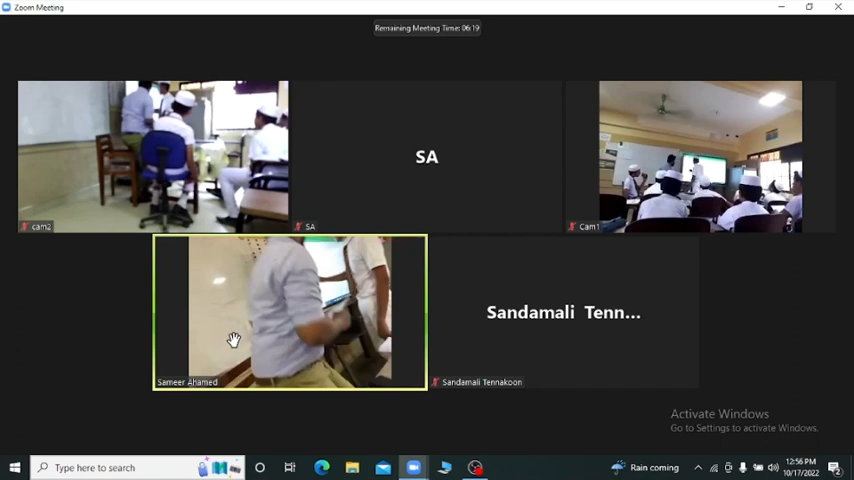 Zoom Meeting
Remaining Meeting Time: 06:19
cam2
SA
SA
Cam1
Sameer Ahamed
Sandamali Tenn...
Sandamali Tennakoon
Activate Windows
Go to Settings to activate Windows.
Type here to search
Rain coming
12:56 PM
10/17/2022
2